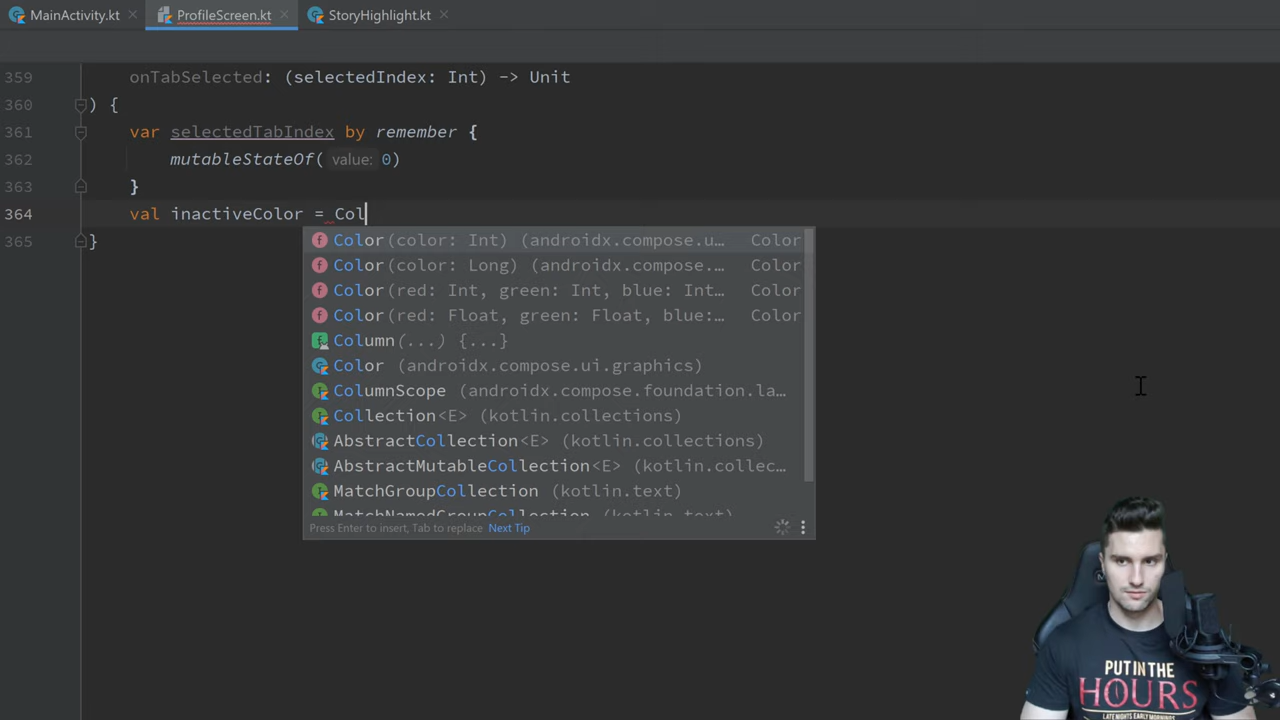 MainActivity.kt
ProfileScreen.kt
StoryHighlight.kt
359 onTabSelected: (selectedIndex: Int) -> Unit
360 ) {
361 var selectedTabIndex by remember {
362 mutableStateOf( value: 0)
363 }
364 val inactiveColor = Col
365 }
Color(color: Int) (androidx.compose.u… Color
Color(color: Long) (androidx.compose.… Color
Color(red: Int, green: Int, blue: Int… Color
Color(red: Float, green: Float, blue:… Color
Column(...) {...}
Color (androidx.compose.ui.graphics)
ColumnScope (androidx.compose.foundation.la…
Collection<E> (kotlin.collections)
AbstractCollection<E> (kotlin.collections)
AbstractMutableCollection<E> (kotlin.collec…
MatchGroupCollection (kotlin.text)
MatchNamedGroupCollection (kotlin.text)
Press Enter to insert, Tab to replace Next Tip
PUT IN THE
HOURS
LATE NIGHTS EARLY MORNINGS